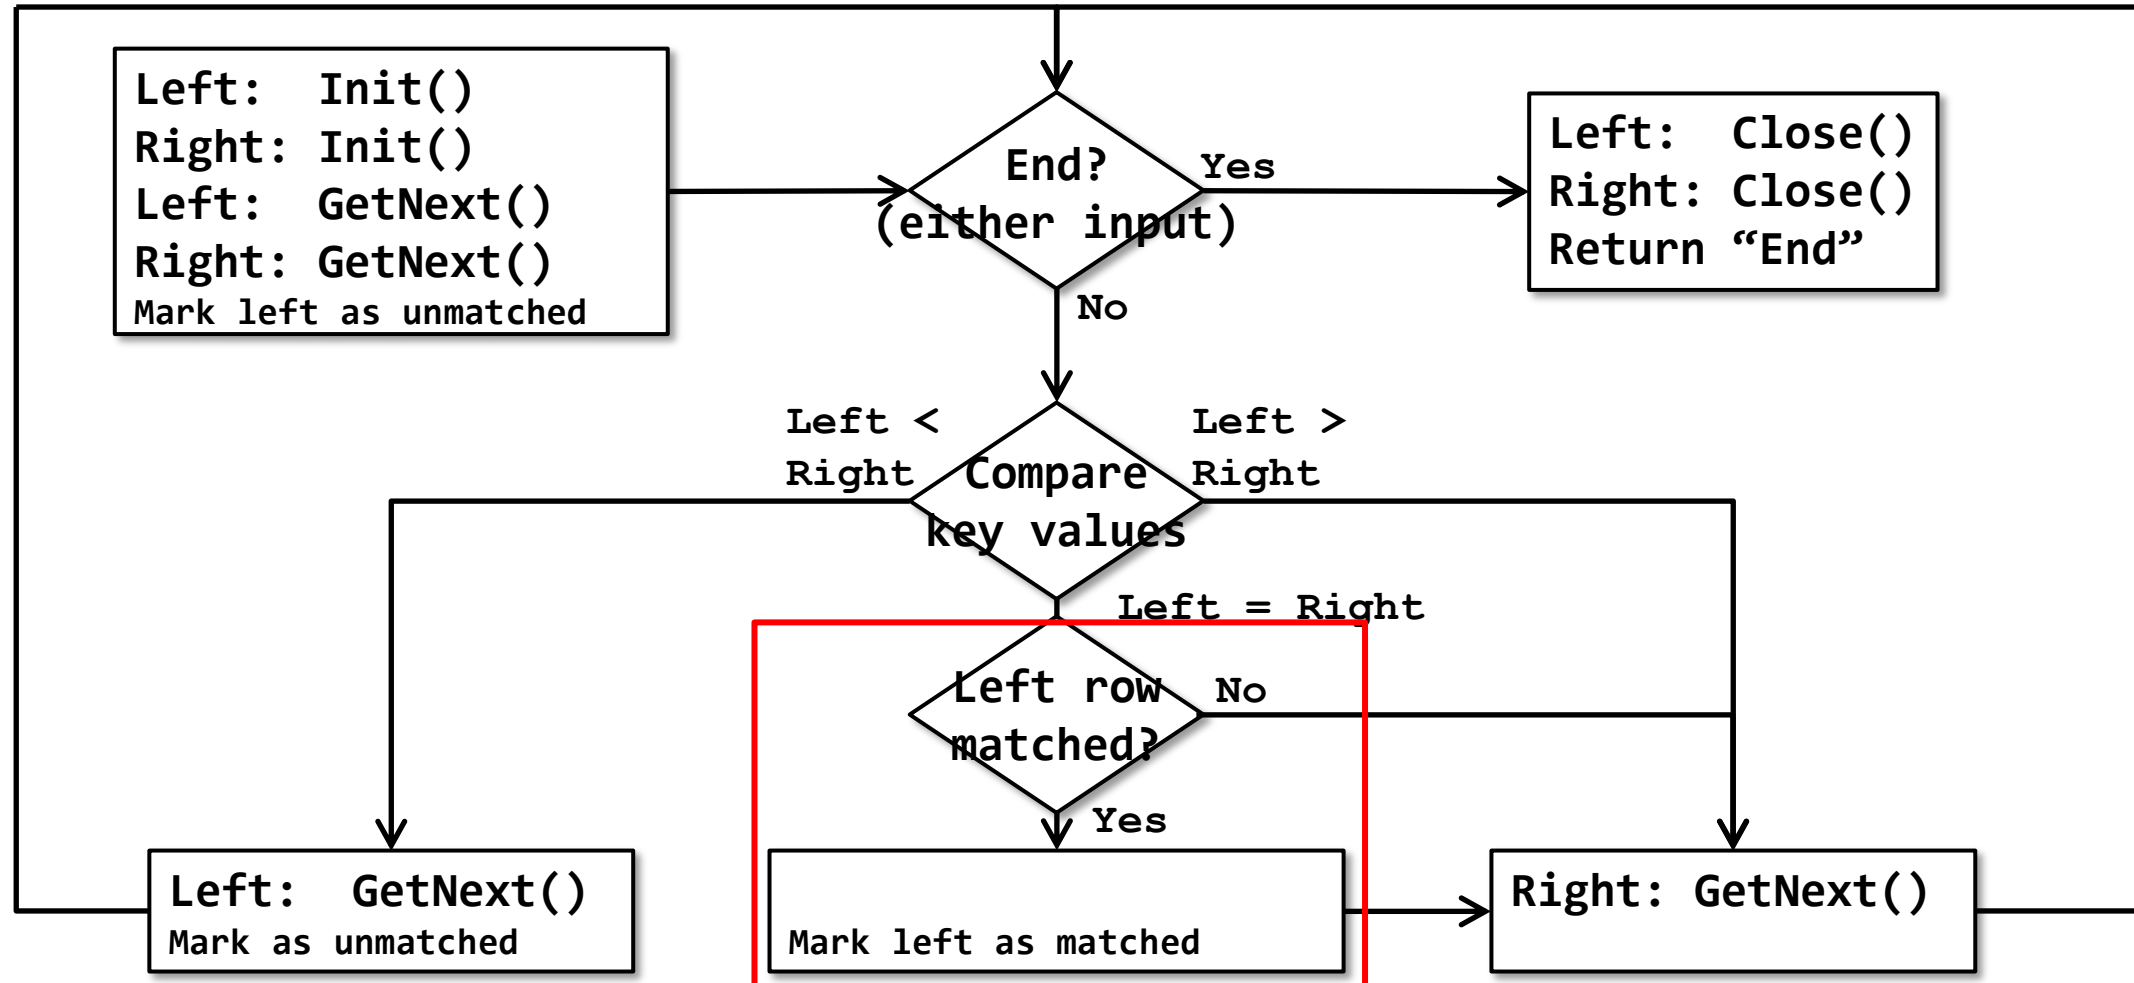 Left:  Init()
Right: Init()
Left:  GetNext()
Right: GetNext()
Mark left as unmatched
End?
(either input)
Yes
Left:  Close()
Right: Close()
Return “End”
No
Left <
Right
Compare
key values
Left >
Right
Left = Right
Left row
matched?
No
Yes
Left:  GetNext()
Mark as unmatched
Mark left as matched
Right: GetNext()